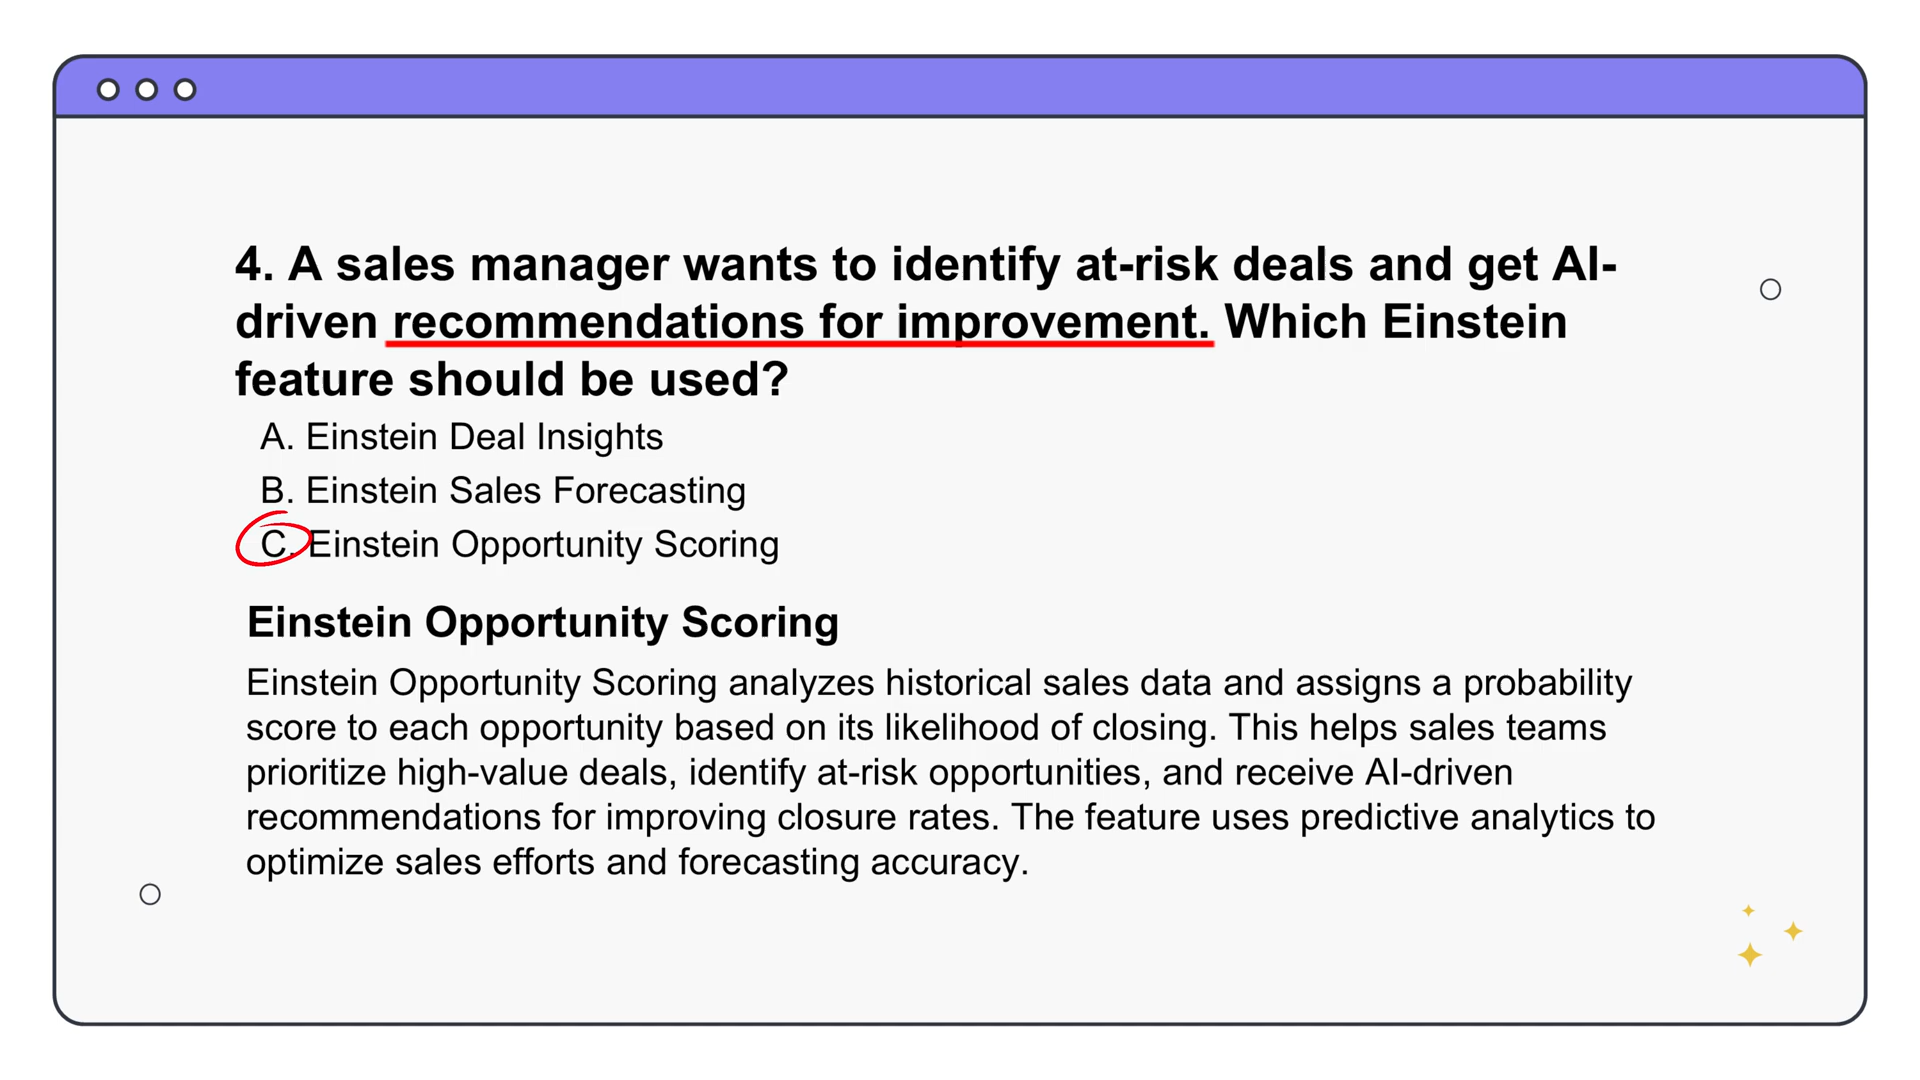 4. A sales manager wants to identify at-risk deals and get AI-
driven recommendations for improvement. Which Einstein
feature should be used?
A. Einstein Deal Insights
B. Einstein Sales Forecasting
C. Einstein Opportunity Scoring
Einstein Opportunity Scoring
Einstein Opportunity Scoring analyzes historical sales data and assigns a probability
score to each opportunity based on its likelihood of closing. This helps sales teams
prioritize high-value deals, identify at-risk opportunities, and receive AI-driven
recommendations for improving closure rates. The feature uses predictive analytics to
optimize sales efforts and forecasting accuracy.